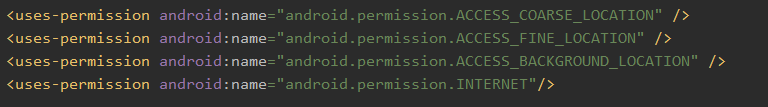 <uses-permission android:name="android.permission.ACCESS_COARSE_LOCATION" />
<uses-permission android:name="android.permission.ACCESS_FINE_LOCATION" />
<uses-permission android:name="android.permission.ACCESS_BACKGROUND_LOCATION" />
<uses-permission android:name="android.permission.INTERNET"/>